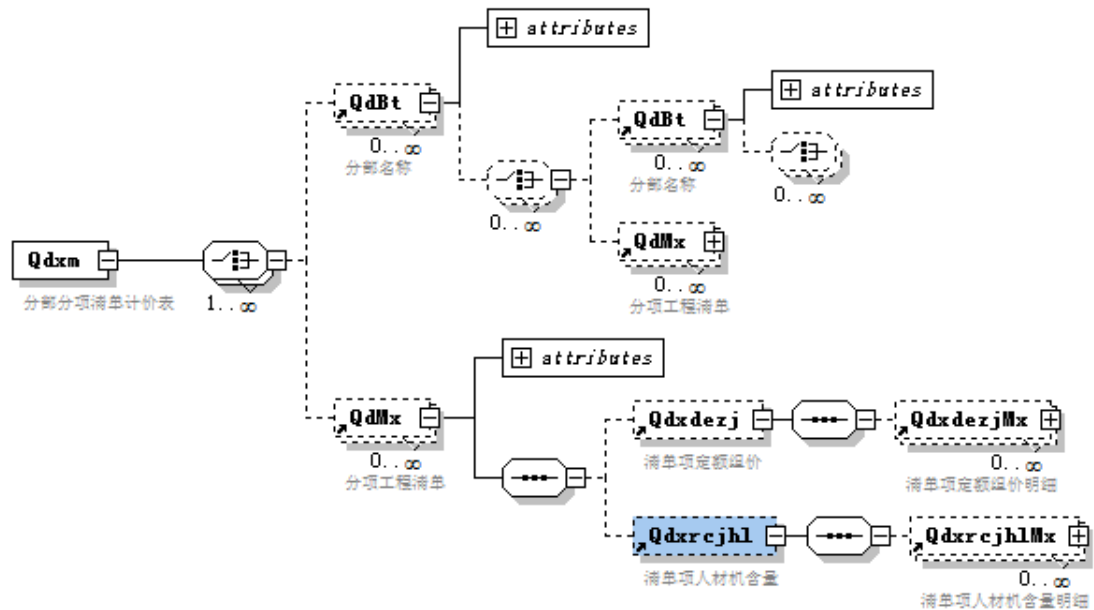 attributes
QdBt
0..∞
分部名称
attributes
QdBt
0..∞
分部名称
0..∞
0..∞
QdMx
0..∞
分项工程清单
Qdxm
分部分项清单计价表
1..∞
attributes
QdMx
0..∞
分项工程清单
Qdxdezj
清单项定额组价
QdxdezjMx
0..∞
清单项定额组价明细
Qdxrcjhl
清单项人材机含量
QdxrcjhlMx
0..∞
清单项人材机含量明细